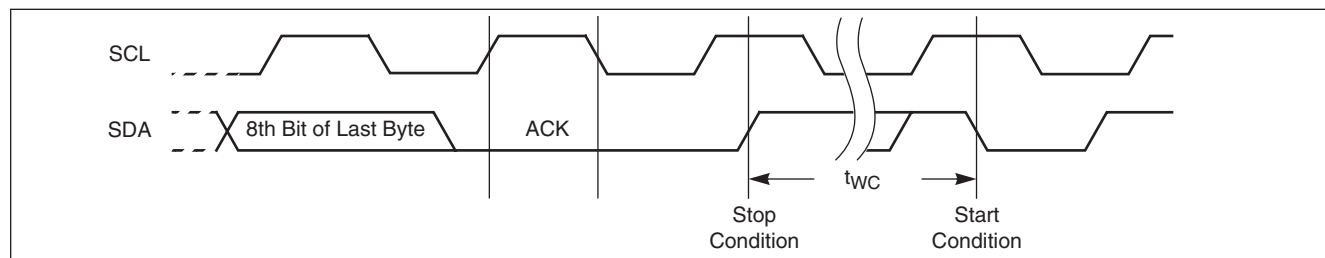 SCL
SDA
8th Bit of Last Byte
ACK
tWC
Stop
Condition
Start
Condition